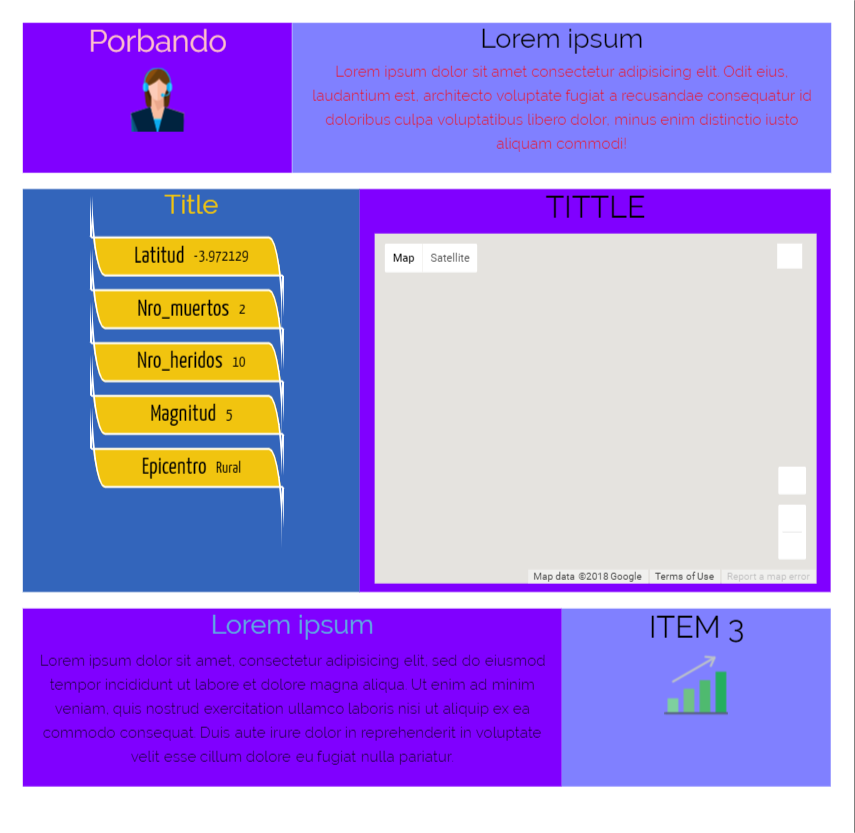 Porbando
Lorem ipsum
Lorem ipsum dolor sit amet consectetur adipisicing elit. Odit eius,
laudantium est, architecto voluptate fugiat a recusandae consequatur id
doloribus culpa voluptatibus libero dolor, minus enim distinctio iusto
aliquam commodi!
Title
Latitud -3.972129
Nro_muertos 2
Nro_heridos 10
Magnitud 5
Epicentro Rural
TITTLE
Map Satellite
Map data ©2018 Google Terms of Use Report a map error
Lorem ipsum
Lorem ipsum dolor sit amet, consectetur adipisicing elit, sed do eiusmod
tempor incididunt ut labore et dolore magna aliqua. Ut enim ad minim
veniam, quis nostrud exercitation ullamco laboris nisi ut aliquip ex ea
commodo consequat. Duis aute irure dolor in reprehenderit in voluptate
velit esse cillum dolore eu fugiat nulla pariatur.
ITEM 3